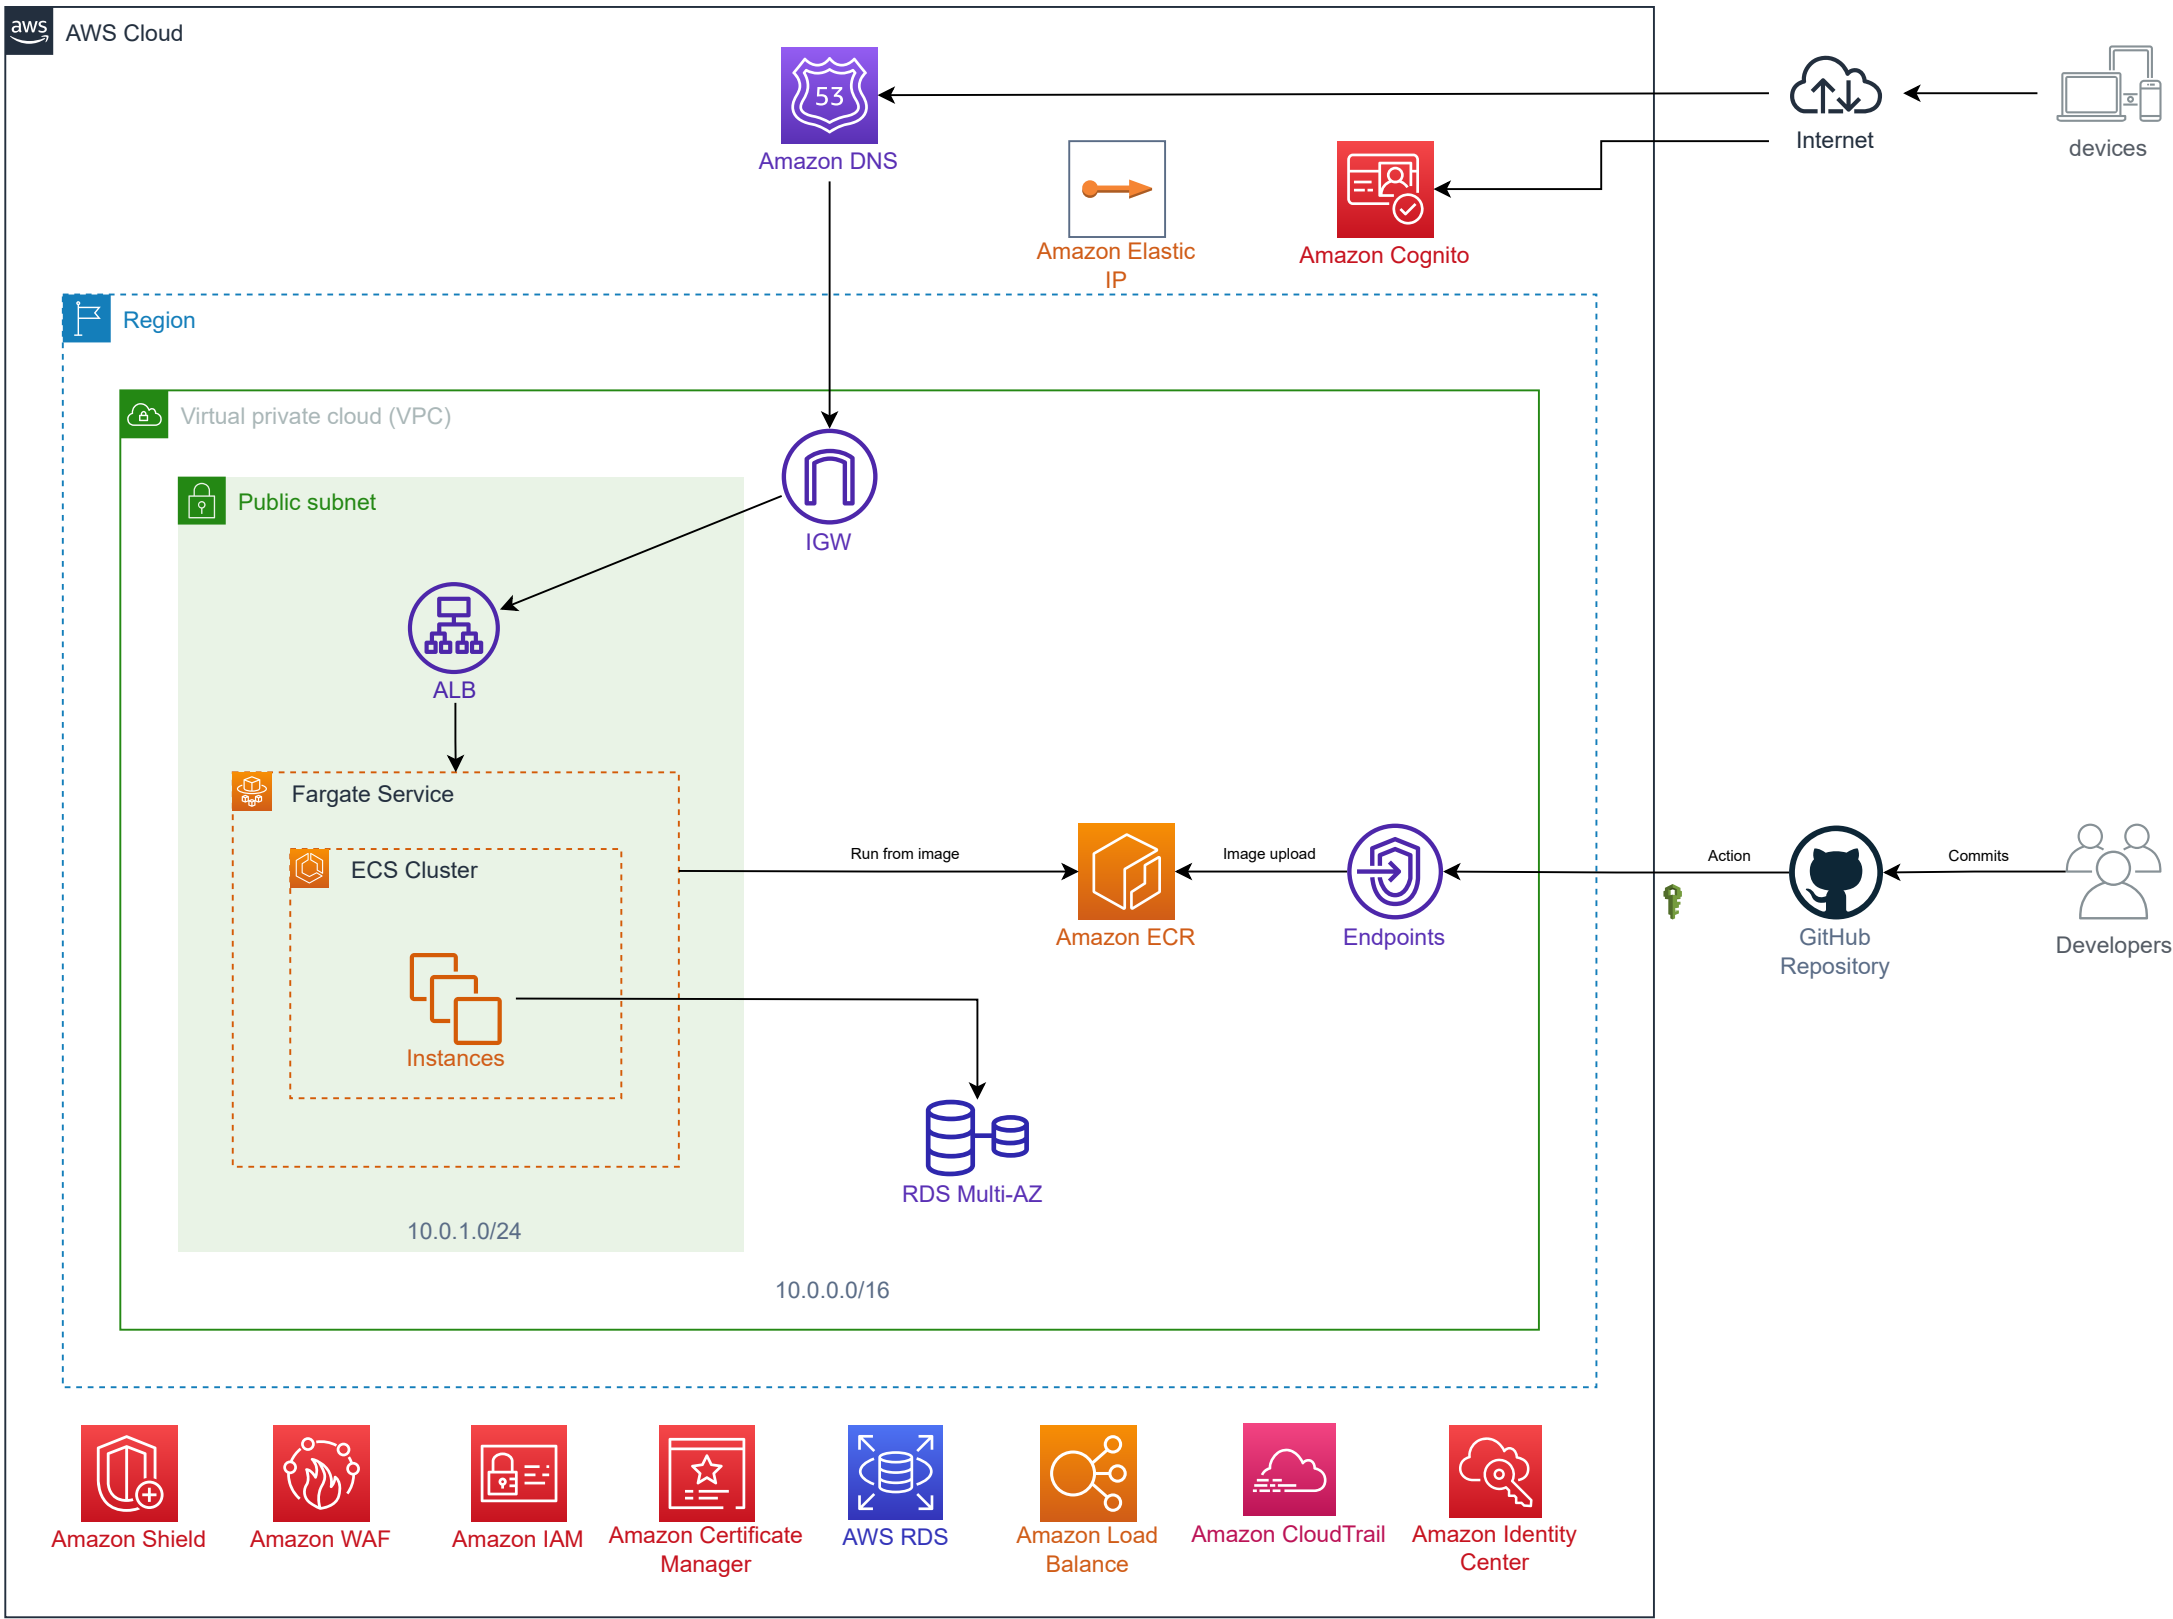 aws
AWS Cloud
53
Amazon DNS
Internet
devices
Amazon Elastic
IP
Amazon Cognito
Region
Virtual private cloud (VPC)
Public subnet
IGW
ALB
Fargate Service
ECS Cluster
Instances
Run from image
Amazon ECR
Image upload
Endpoints
Action
GitHub
Repository
Commits
Developers
RDS Multi-AZ
10.0.1.0/24
10.0.0.0/16
Amazon Shield
Amazon WAF
Amazon IAM
Amazon Certificate
Manager
AWS RDS
Amazon Load
Balance
Amazon CloudTrail
Amazon Identity
Center